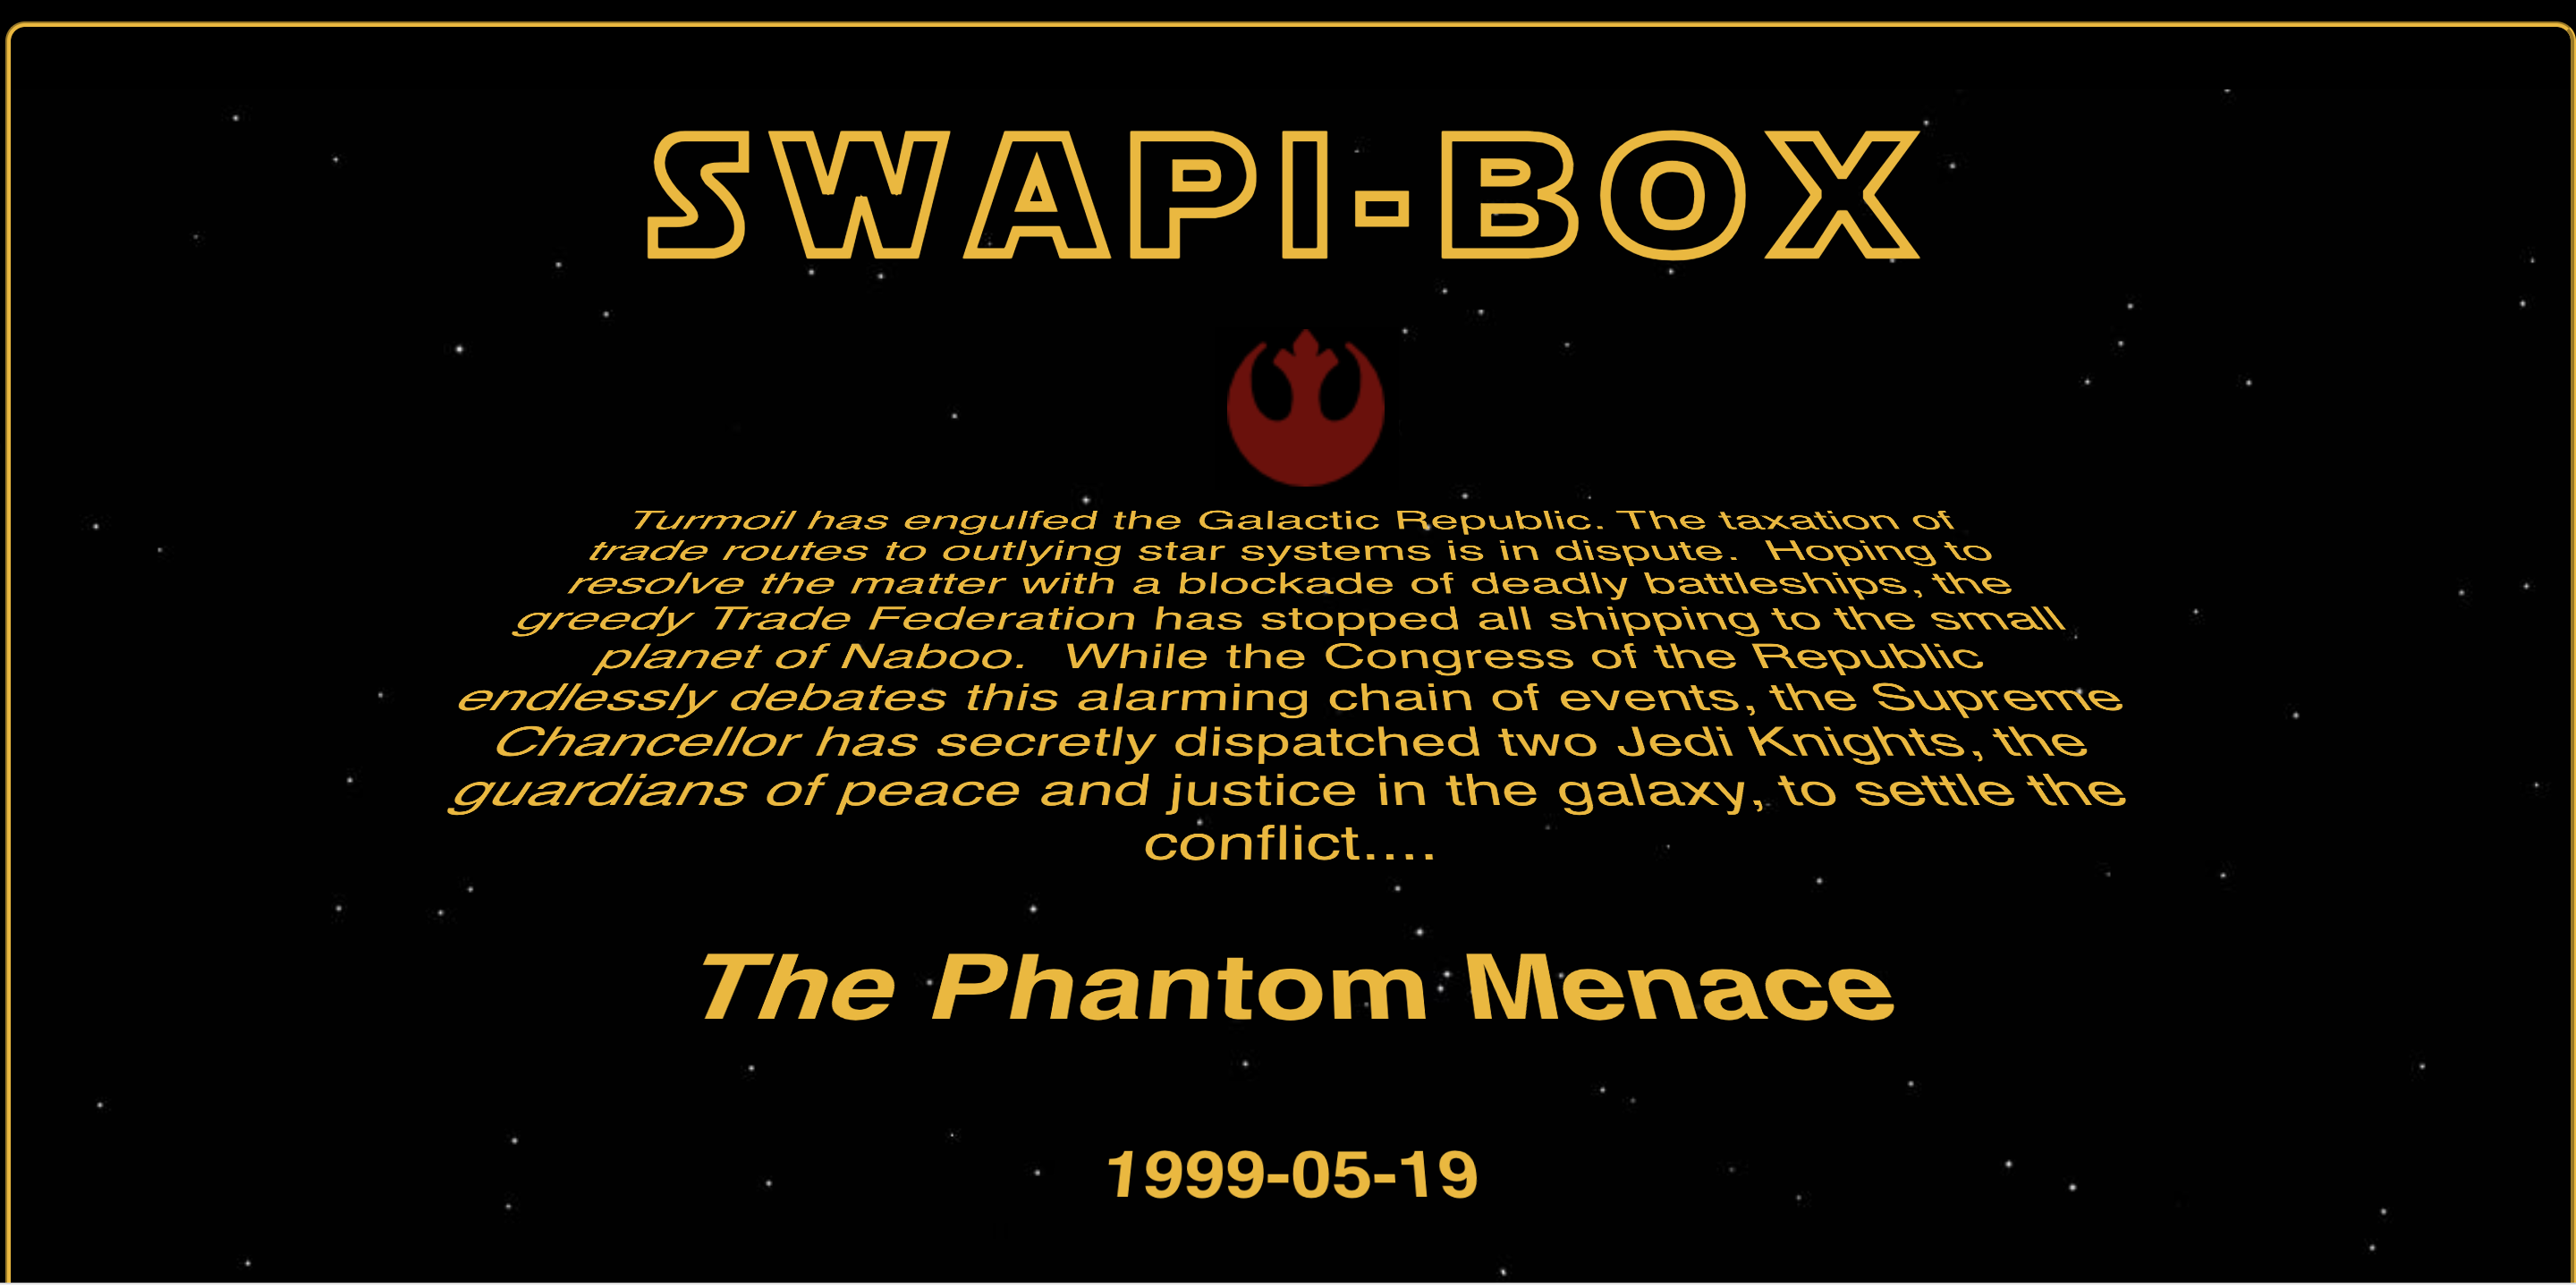 SWAPI-BOX
Turmoil has engulfed the Galactic Republic. The taxation of
trade routes to outlying star systems is in dispute.  Hoping to
resolve the matter with a blockade of deadly battleships, the
greedy Trade Federation has stopped all shipping to the small
planet of Naboo.  While the Congress of the Republic
endlessly debates this alarming chain of events, the Supreme
Chancellor has secretly dispatched two Jedi Knights, the
guardians of peace and justice in the galaxy, to settle the
conflict....
The Phantom Menace
1999-05-19